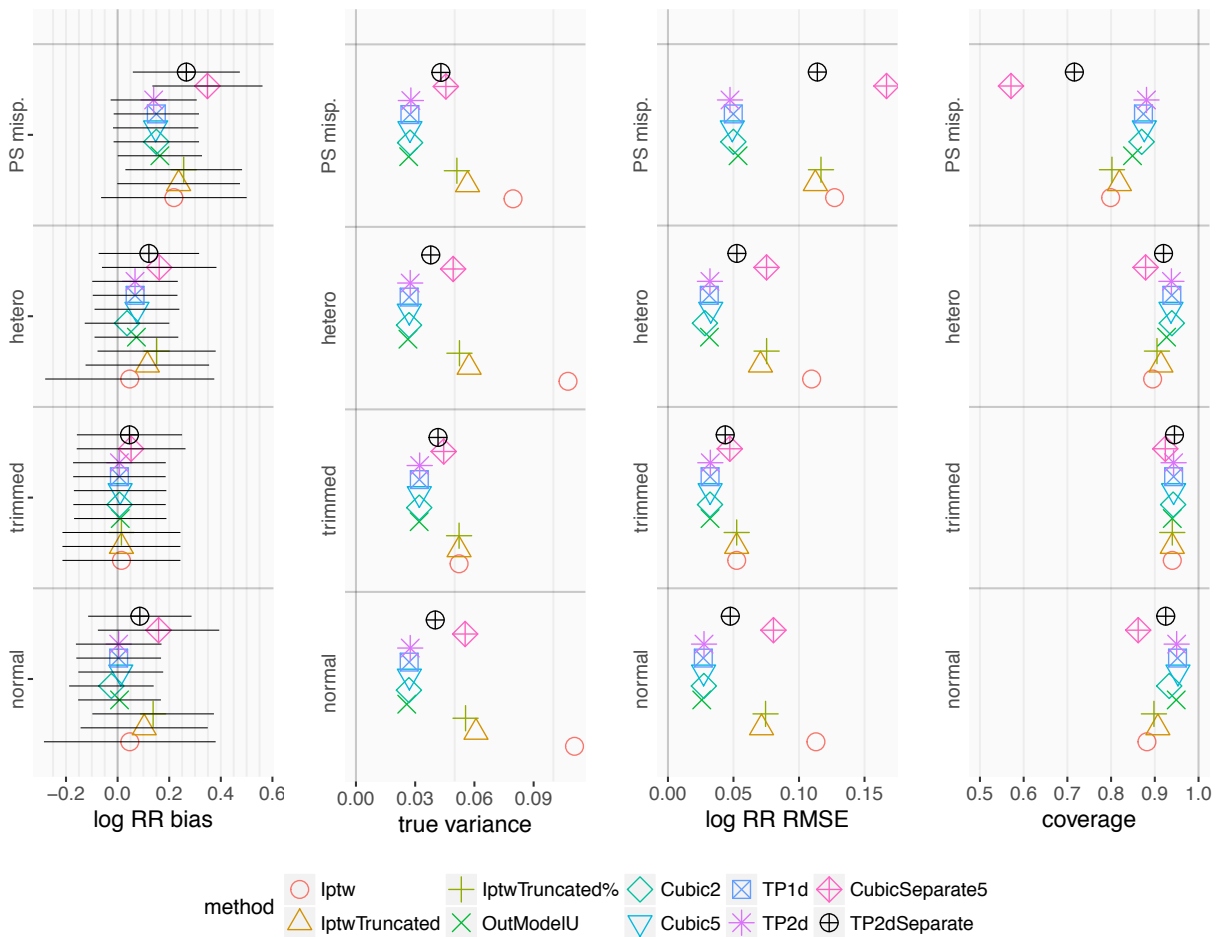 PS misp.
hetero
trimmed
normal
−0.2 0.0 0.2 0.4 0.6
log RR bias
PS misp.
hetero
trimmed
normal
0.00 0.03 0.06 0.09
true variance
PS misp.
hetero
trimmed
normal
0.00 0.05 0.10 0.15
log RR RMSE
PS misp.
hetero
trimmed
normal
0.5 0.6 0.7 0.8 0.9 1.0
coverage
method
Iptw
IptwTruncated
IptwTruncated%
OutModelU
Cubic2
Cubic5
TP1d
TP2d
CubicSeparate5
TP2dSeparate